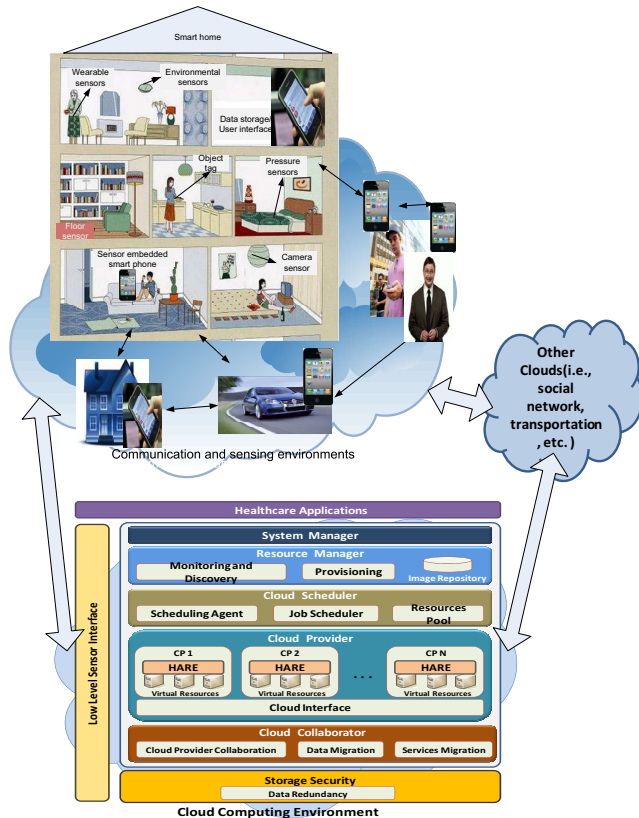 Smart home
Wearable
sensors
Environmental
sensors
Data storage/
User interface
Object
tag
Pressure
sensors
Floor
sensor
Sensor embedded
smart phone
Camera
sensor
Other
Clouds(i.e.,
social
network,
transportation
, etc. )
Communication and sensing environments
Healthcare Applications
Low Level Sensor Interface
System Manager
Resource Manager
Monitoring and
Discovery
Provisioning
Image Repository
Cloud Scheduler
Scheduling Agent
Job Scheduler
Resources
Pool
Cloud Provider
CP 1
HARE
Virtual Resources
CP 2
HARE
Virtual Resources
. . .
CP N
HARE
Virtual Resources
Cloud Interface
Cloud Collaborator
Cloud Provider Collaboration
Data Migration
Services Migration
Storage Security
Data Redundancy
Cloud Computing Environment